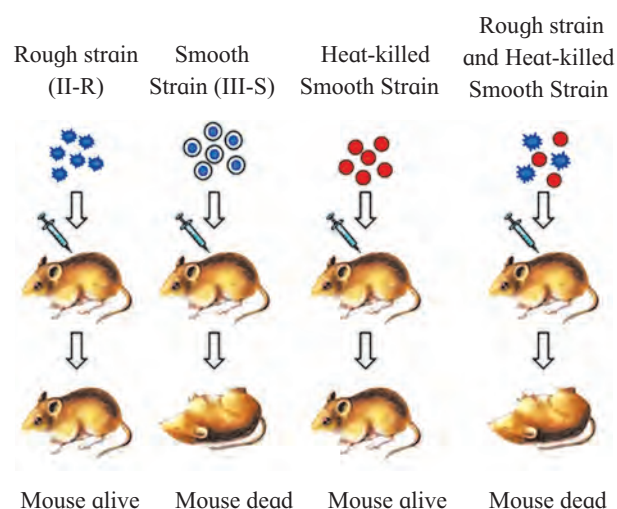 Rough strain
(II-R)
Smooth
Strain (III-S)
Heat-killed
Smooth Strain
Rough strain
and Heat-killed
Smooth Strain
Mouse alive
Mouse dead
Mouse alive
Mouse dead